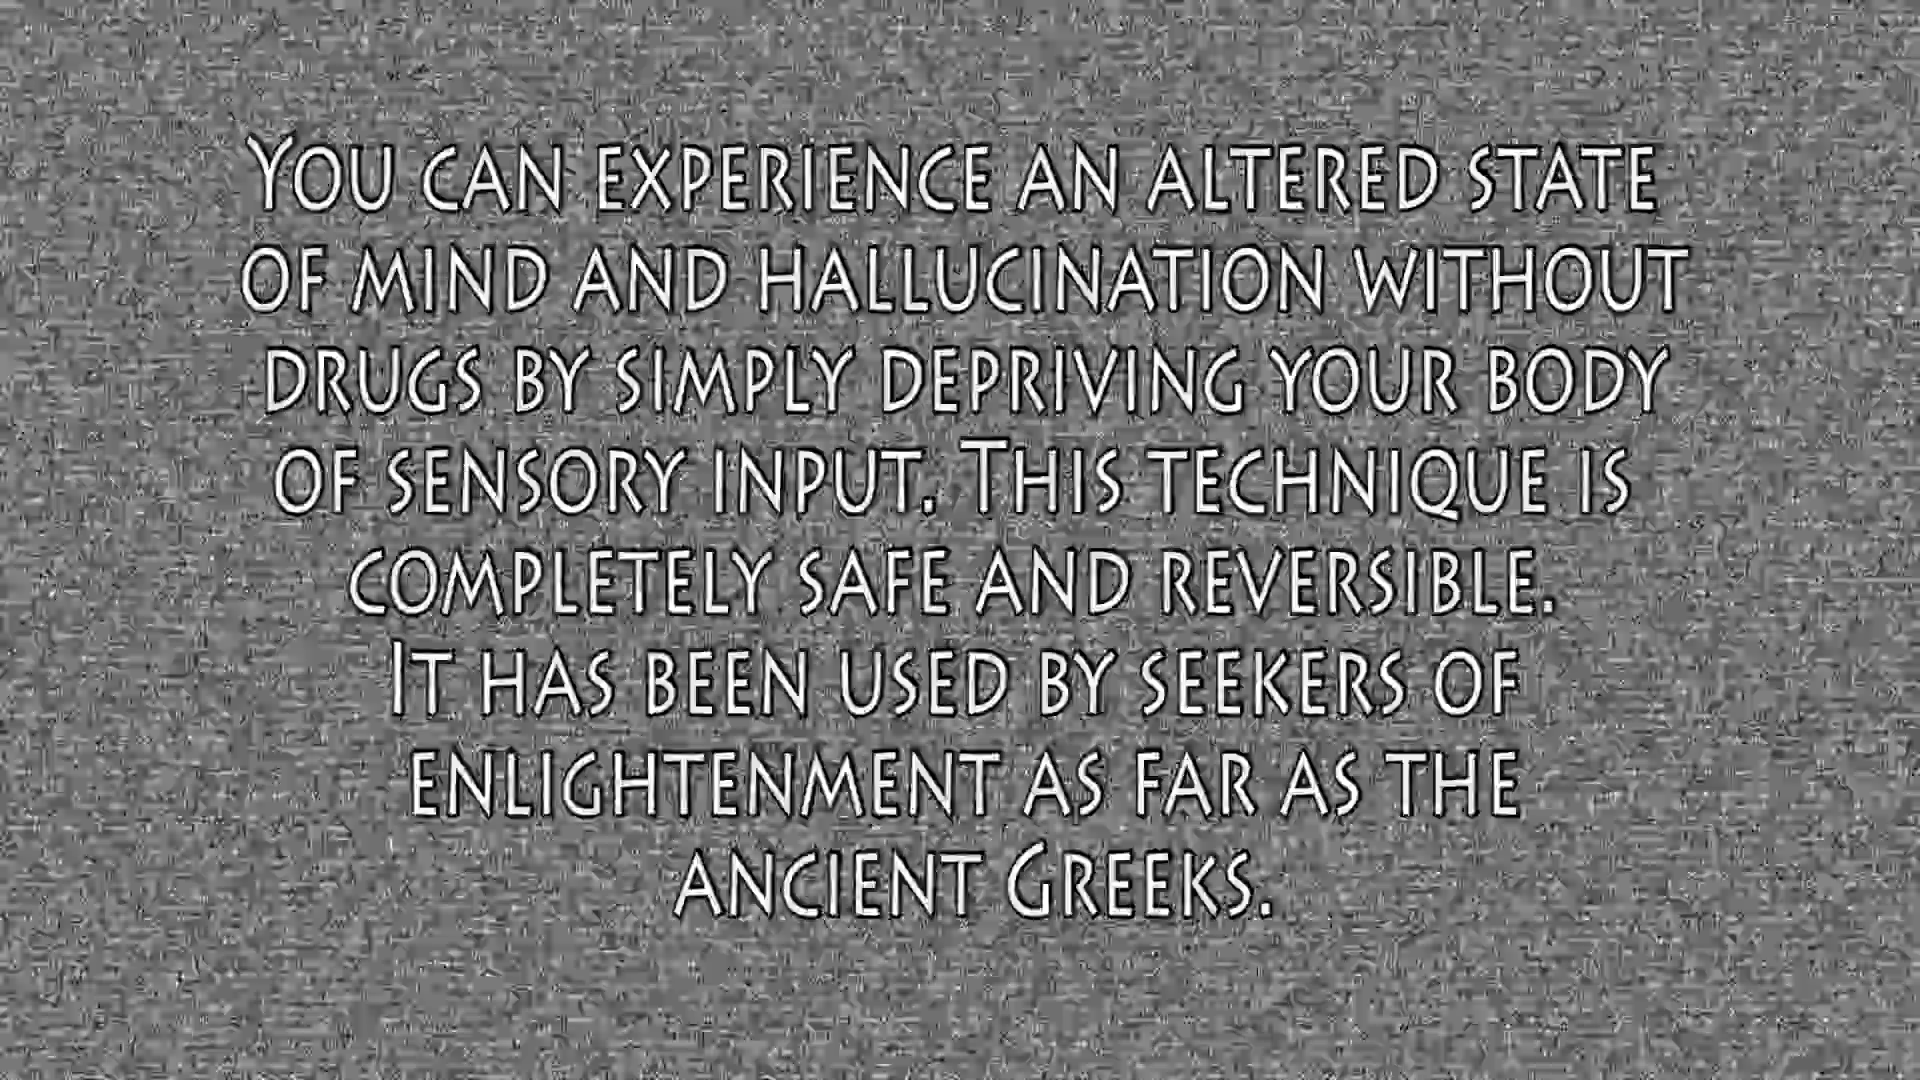 You can experience an altered state
of mind and hallucination without
drugs by simply depriving your body
of sensory input. This technique is
completely safe and reversible.
It has been used by seekers of
enlightenment as far as the
ancient Greeks.